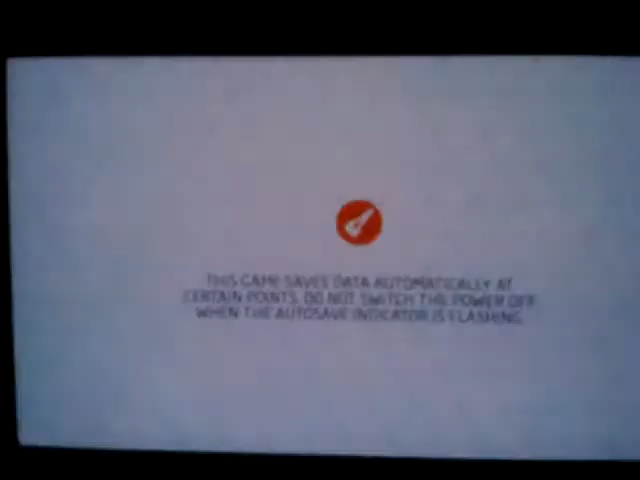 THIS GAME SAVES DATA AUTOMATICALLY AT
CERTAIN POINTS. DO NOT SWITCH THE POWER OFF
WHEN THE AUTOSAVE INDICATOR IS FLASHING.